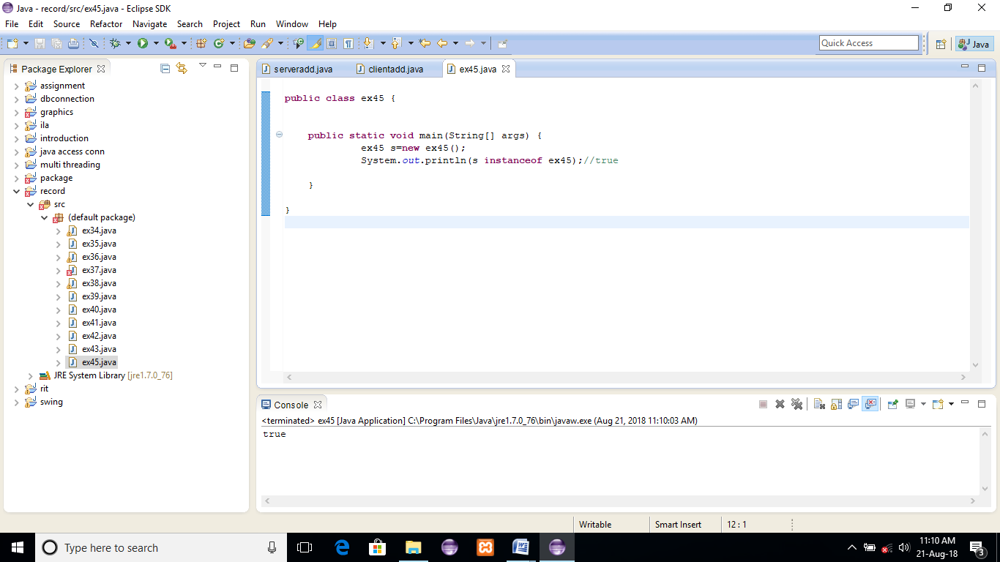 Java - record/src/ex45.java - Eclipse SDK
File Edit Source Refactor Navigate Search Project Run Window Help
Quick Access
Java
Package Explorer
assignment
dbconnection
graphics
ila
introduction
java access conn
multi threading
package
record
src
(default package)
ex34.java
ex35.java
ex36.java
ex37.java
ex38.java
ex39.java
ex40.java
ex41.java
ex42.java
ex43.java
ex45.java
JRE System Library [jre1.7.0_76]
rit
swing
serveradd.java clientadd.java ex45.java
public class ex45 {
public static void main(String[] args) {
ex45 s=new ex45();
System.out.println(s instanceof ex45);//true
}
}
Console
<terminated> ex45 [Java Application] C:\Program Files\Java\jre1.7.0_76\bin\javaw.exe (Aug 21, 2018 11:10:03 AM)
true
Writable Smart Insert 12 : 1
Type here to search
11:10 AM
21-Aug-18
3